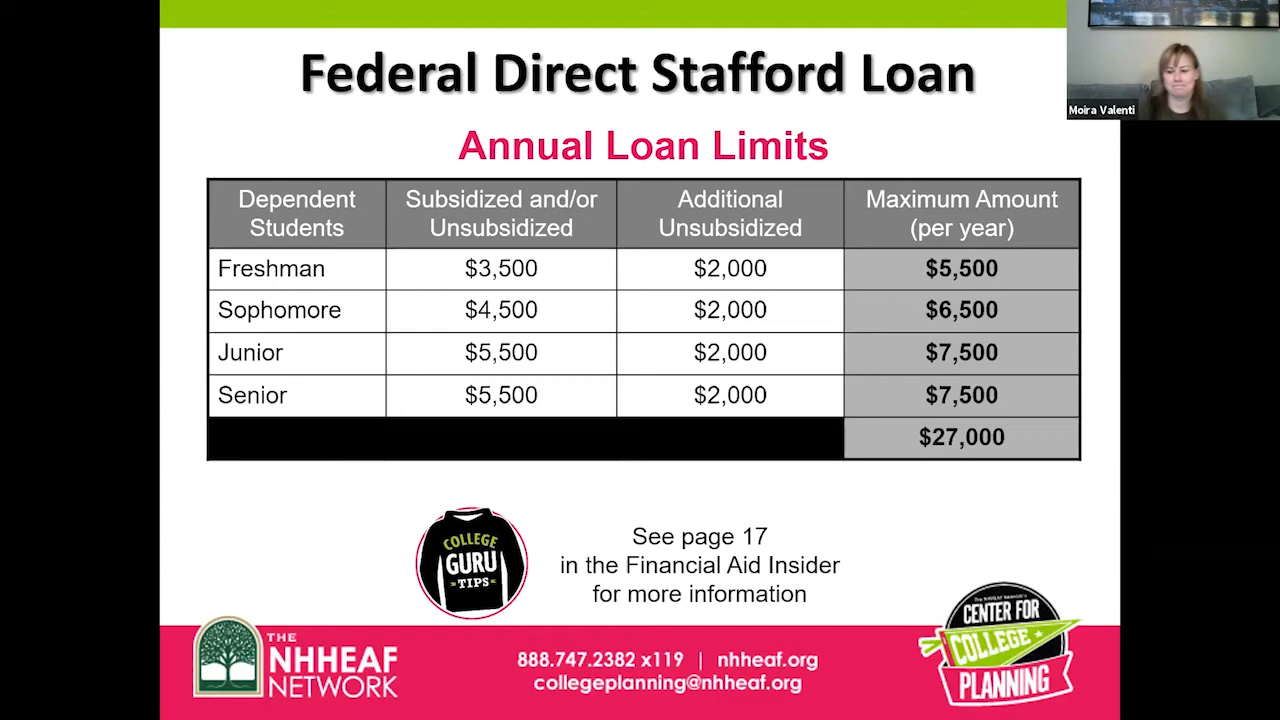 Federal Direct Stafford Loan
Moira Valenti
Annual Loan Limits
Dependent Students
Subsidized and/or Unsubsidized
Additional Unsubsidized
Maximum Amount (per year)
Freshman $3,500 $2,000 $5,500
Sophomore $4,500 $2,000 $6,500
Junior $5,500 $2,000 $7,500
Senior $5,500 $2,000 $7,500
$27,000
COLLEGE
GURU
TIPS
See page 17
in the Financial Aid Insider
for more information
THE
NHHEAF
NETWORK
888.747.2382 x119 | nhheaf.org
collegeplanning@nhheaf.org
The NHHEAF Network's
CENTER FOR
COLLEGE
PLANNING